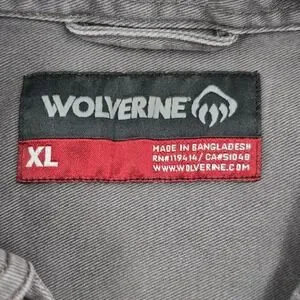 WOLVERINE
XL
MADE IN BANGLADESH
RN#119414/CA#51048
WWW.WOLVERINE.COM